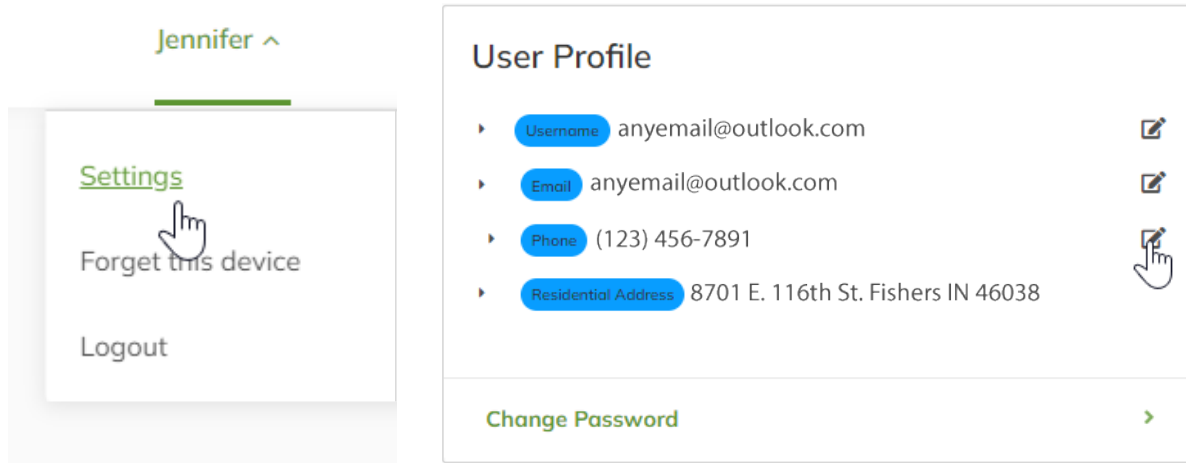 Jennifer
Settings
Forget this device
Logout
User Profile
Username anyemail@outlook.com
Email anyemail@outlook.com
Phone (123) 456-7891
Residential Address 8701 E. 116th St. Fishers IN 46038
Change Password